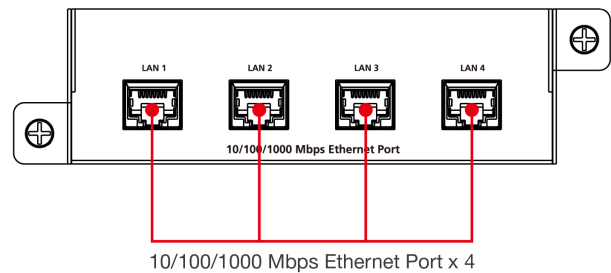 LAN 1 LAN 2 LAN 3 LAN 4
10/100/1000 Mbps Ethernet Port
10/100/1000 Mbps Ethernet Port x 4